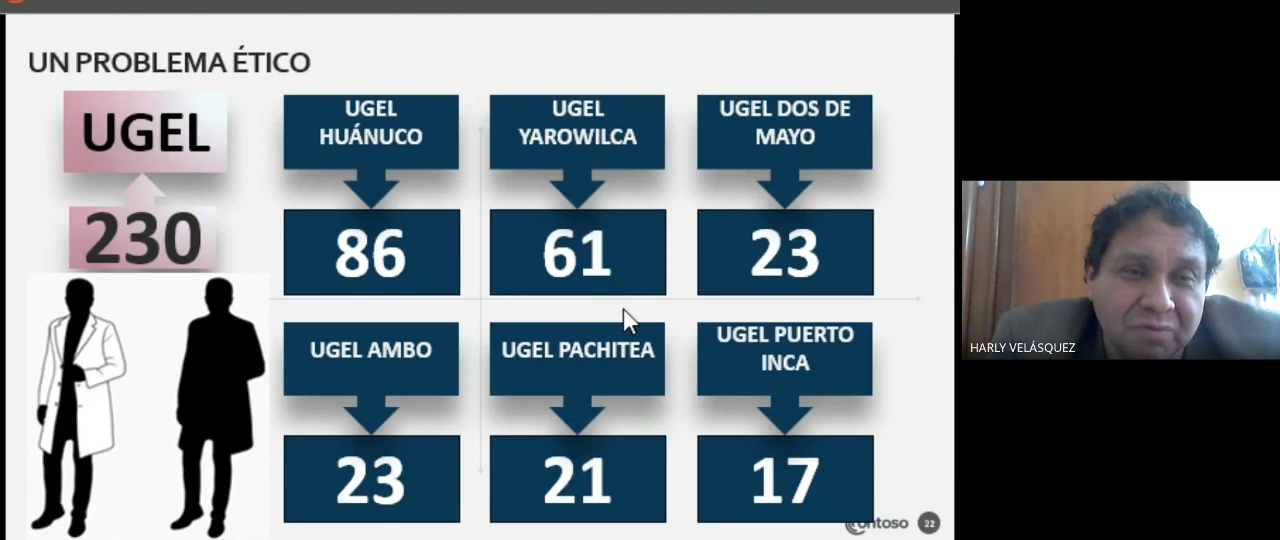 UN PROBLEMA ÉTICO
UGEL
230
UGEL
HUÁNUCO
86
UGEL
YAROWILCA
61
UGEL DOS DE
MAYO
23
UGEL AMBO
23
UGEL PACHITEA
21
UGEL PUERTO
INCA
17
ontoso
22
HARLY VELÁSQUEZ